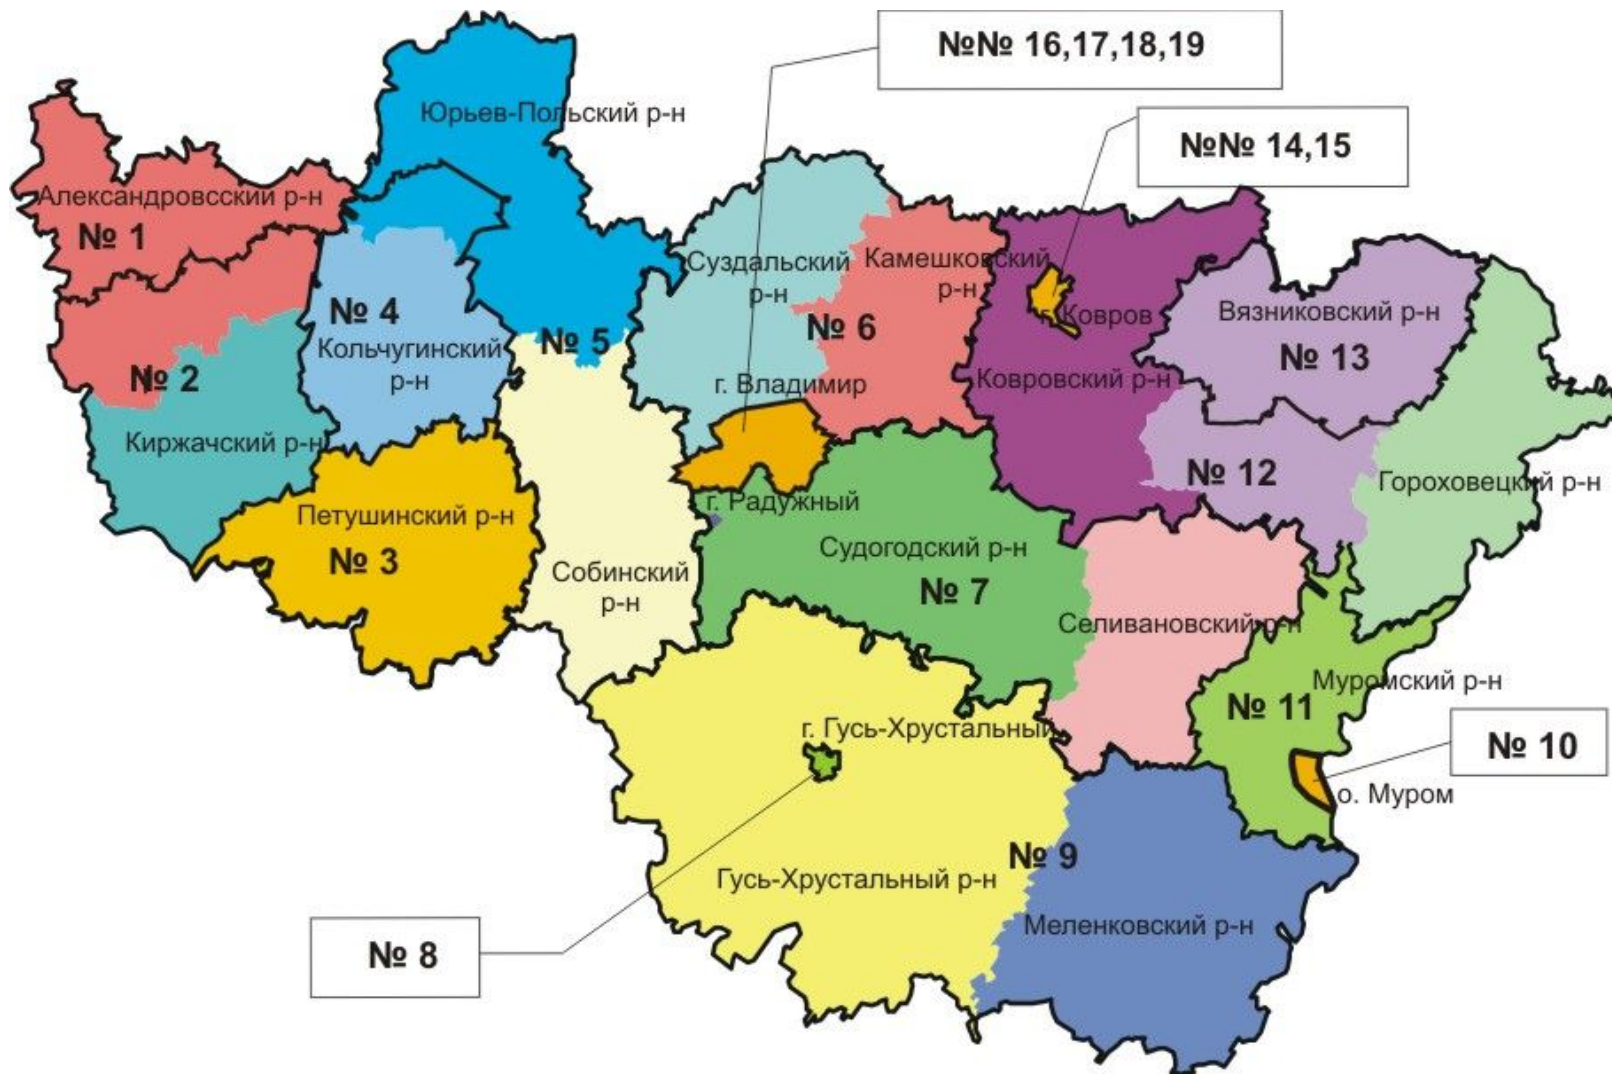 №№ 16,17,18,19
Юрьев-Польский р-н
№№ 14,15
Александровсский р-н
№ 1
Суздальский
р-н
Камешковский
р-н
№ 4
г. Ковров
Вязниковский р-н
№ 6
№ 5
Кольчугинский
р-н
№ 13
№ 2
г. Владимир
Ковровский р-н
Киржачский р-н
№ 12
Гороховецкий р-н
г. Радужный
Петушинский р-н
№ 3
Судогодский р-н
Собинский
р-н
№ 7
Селивановский р-н
Муромский р-н
№ 11
г. Гусь-Хрустальный
№ 10
о. Муром
№ 9
Гусь-Хрустальный р-н
Меленковский р-н
№ 8